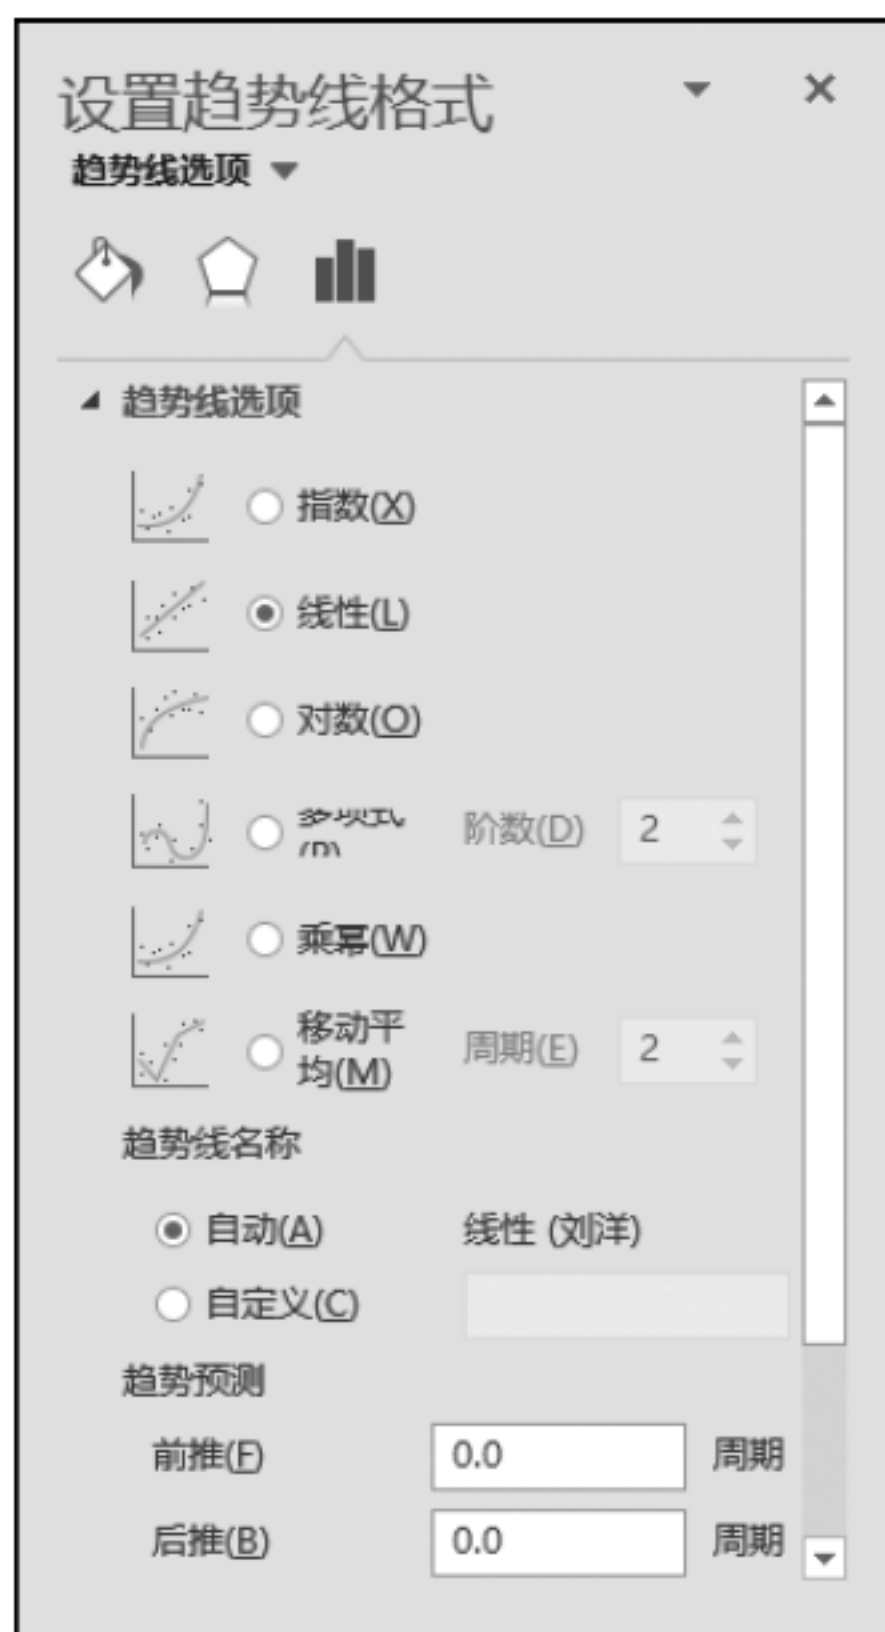 设置趋势线格式
趋势线选项
趋势线选项
指数(X)
线性(L)
对数(O)
多项式 阶数(D) 2
(P)
乘幂(W)
移动平
均(M) 周期(E) 2
趋势线名称
自动(A) 线性 (刘洋)
自定义(C)
趋势预测
前推(F) 0.0 周期
后推(B) 0.0 周期